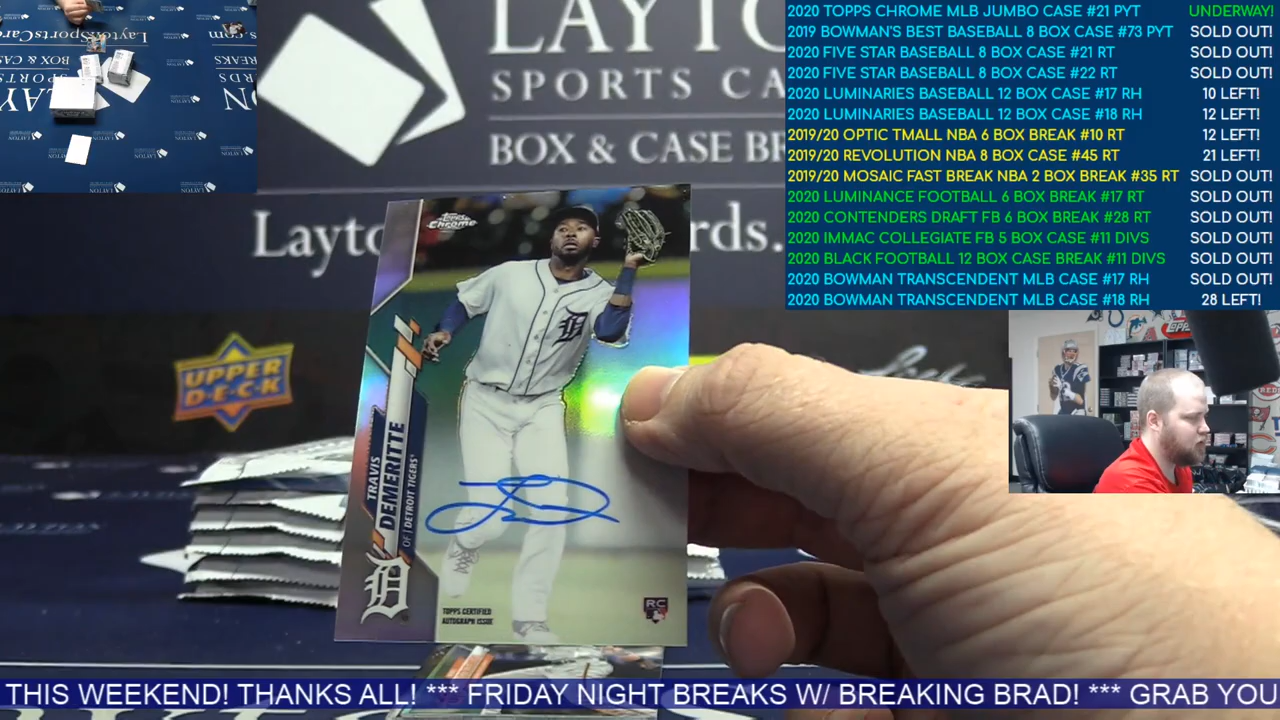 LAYTO
SPORTS CA
BOX & CASE BR
Layto
rds.
UPPER
DECK
Topps
Chrome
TRAVIS
DEMERITTE
OF | DETROIT TIGERS
TOPPS CERTIFIED
AUTOGRAPH ISSUE
RC
2020 TOPPS CHROME MLB JUMBO CASE #21 PYT UNDERWAY!
2019 BOWMAN'S BEST BASEBALL 8 BOX CASE #73 PYT SOLD OUT!
2020 FIVE STAR BASEBALL 8 BOX CASE #21 RT SOLD OUT!
2020 FIVE STAR BASEBALL 8 BOX CASE #22 RT SOLD OUT!
2020 LUMINARIES BASEBALL 12 BOX CASE #17 RH 10 LEFT!
2020 LUMINARIES BASEBALL 12 BOX CASE #18 RH 12 LEFT!
2019/20 OPTIC TMALL NBA 6 BOX BREAK #10 RT 12 LEFT!
2019/20 REVOLUTION NBA 8 BOX CASE #45 RT 21 LEFT!
2019/20 MOSAIC FAST BREAK NBA 2 BOX BREAK #35 RT SOLD OUT!
2020 LUMINANCE FOOTBALL 6 BOX BREAK #17 RT SOLD OUT!
2020 CONTENDERS DRAFT FB 6 BOX BREAK #28 RT SOLD OUT!
2020 IMMAC COLLEGIATE FB 5 BOX CASE #11 DIVS SOLD OUT!
2020 BLACK FOOTBALL 12 BOX CASE BREAK #11 DIVS SOLD OUT!
2020 BOWMAN TRANSCENDENT MLB CASE #17 RH SOLD OUT!
2020 BOWMAN TRANSCENDENT MLB CASE #18 RH 28 LEFT!
THIS WEEKEND! THANKS ALL! *** FRIDAY NIGHT BREAKS W/ BREAKING BRAD! *** GRAB YOU